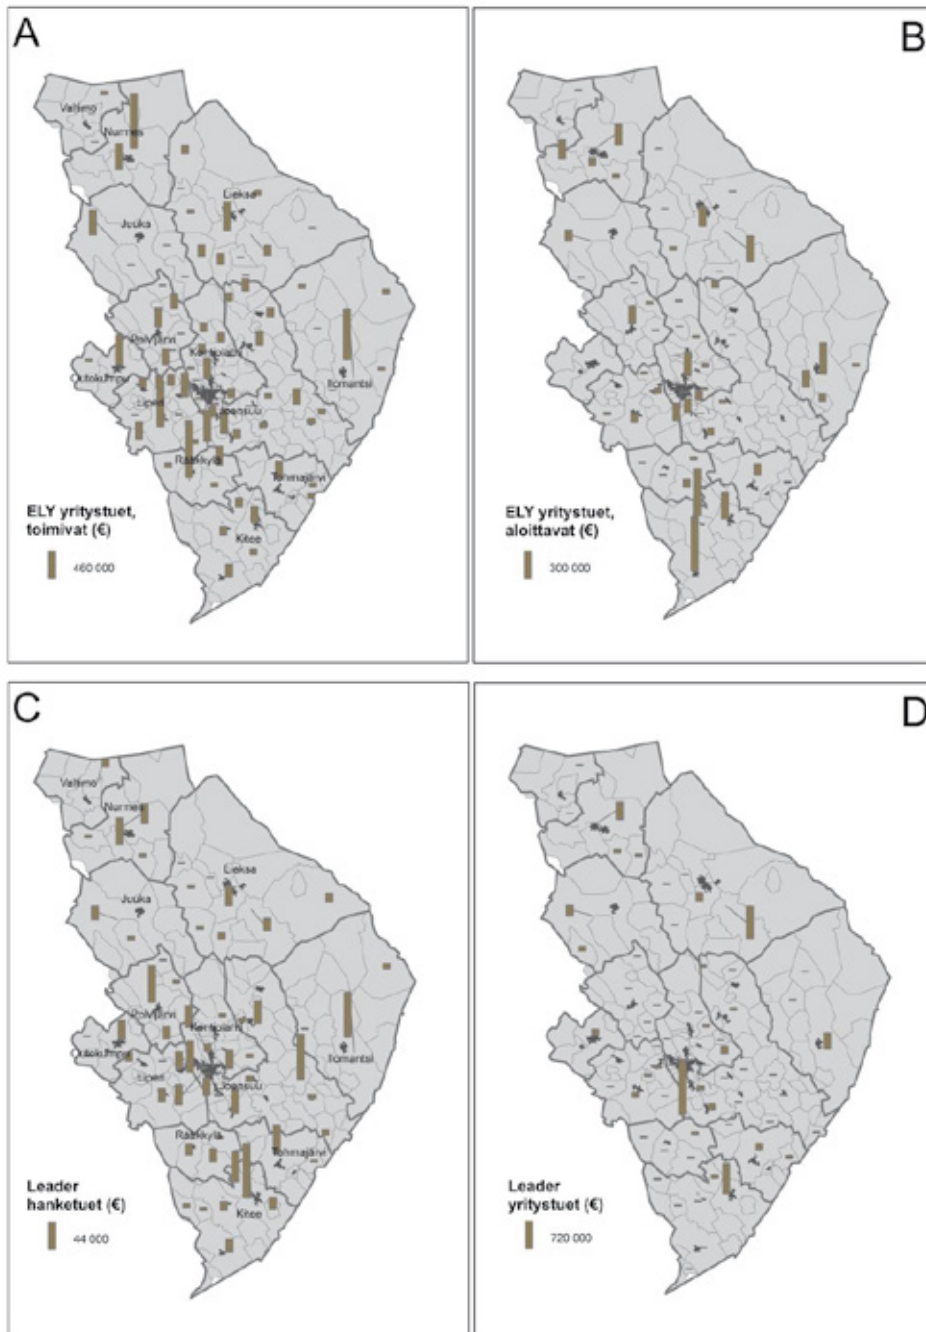 A
B
Valtimo
Nurmes
Lieksa
Juuka
Polvijärvi
Kontiolahti
Outokumpu
Ilomantsi
Liperi
Joensuu
Rääkkylä
Tohmajärvi
Kitee
ELY yritystuet,
toimivat (€)
460 000
ELY yritystuet,
aloittavat (€)
300 000
C
D
Valtimo
Nurmes
Lieksa
Juuka
Polvijärvi
Kontiolahti
Outokumpu
Ilomantsi
Liperi
Joensuu
Rääkkylä
Tohmajärvi
Kitee
Leader
hanketuet (€)
44 000
Leader
yritystuet (€)
720 000